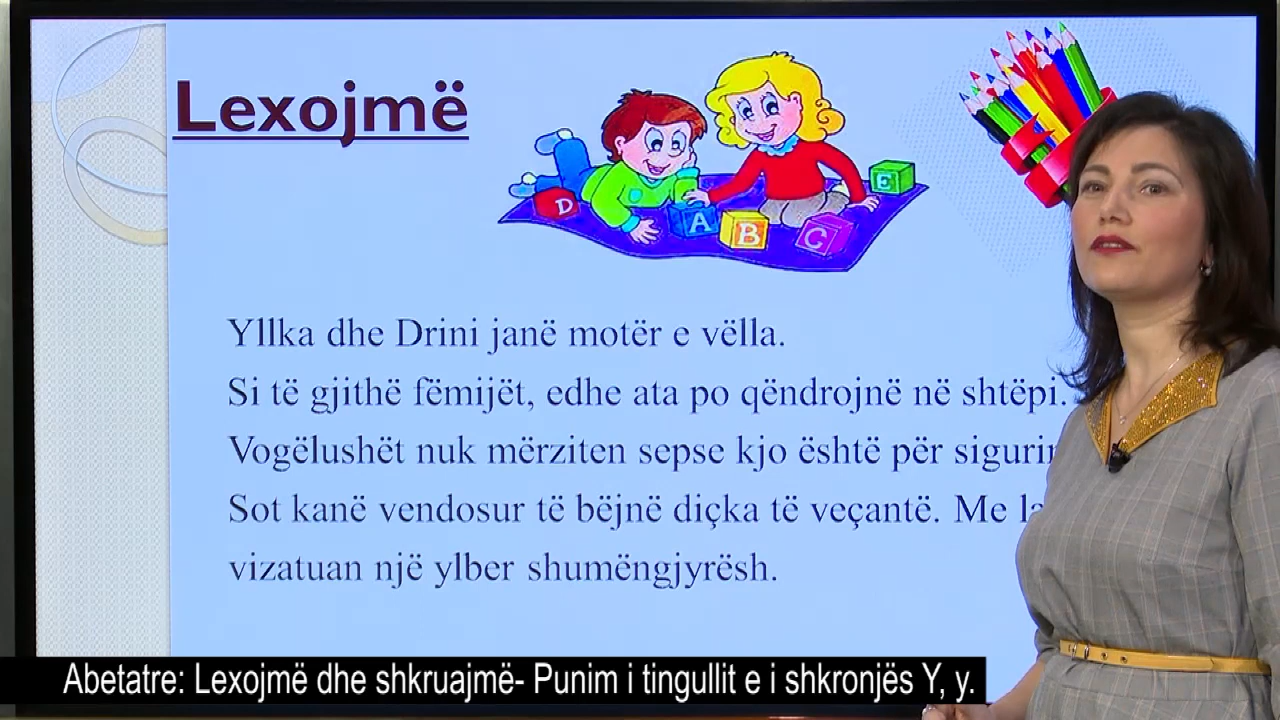 Lexojmë
D
A
B
C
E
Yllka dhe Drini janë motër e vëlla.
Si të gjithë fëmijët, edhe ata po qëndrojnë në shtëpi.
Vogëlushët nuk mërziten sepse kjo është për
Sot kanë vendosur të bëjnë diçka të veçantë. Me
vizatuan një ylber shumëngjyrësh.
Abetatre: Lexojmë dhe shkruajmë- Punim i tingullit e i shkronjës Y, y.